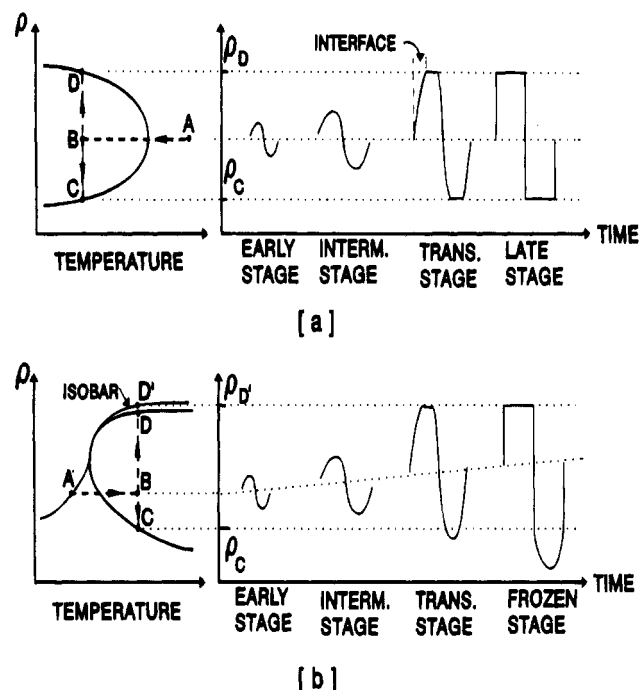 ρ
D
A
B
C
TEMPERATURE
INTERFACE
ρD
ρC
TIME
EARLY STAGE
INTERM. STAGE
TRANS. STAGE
LATE STAGE
[ a ]
ρ
ISOBAR
D'
D
A
B
C
TEMPERATURE
ρD'
ρC
TIME
EARLY STAGE
INTERM. STAGE
TRANS. STAGE
FROZEN STAGE
[ b ]